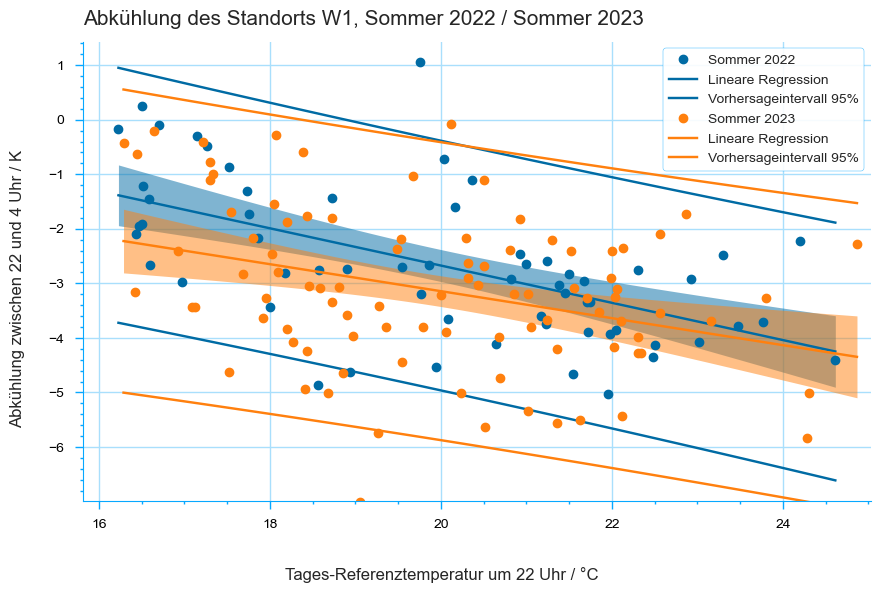 Abkühlung des Standorts W1, Sommer 2022 / Sommer 2023
Sommer 2022
Lineare Regression
Vorhersageintervall 95%
Sommer 2023
Lineare Regression
Vorhersageintervall 95%
Abkühlung zwischen 22 und 4 Uhr / K
1
0
−1
−2
−3
−4
−5
−6
16
18
20
22
24
Tages-Referenztemperatur um 22 Uhr / °C